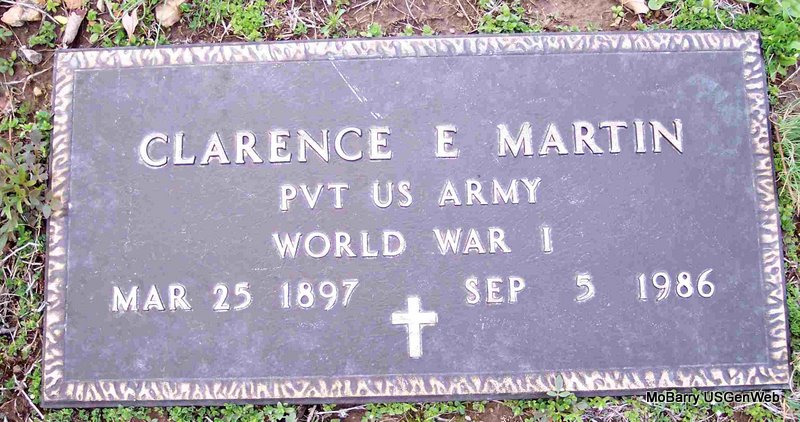 CLARENCE E MARTIN
PVT US ARMY
WORLD WAR I
MAR 25 1897 SEP 5 1986
MoBarry USGenWeb